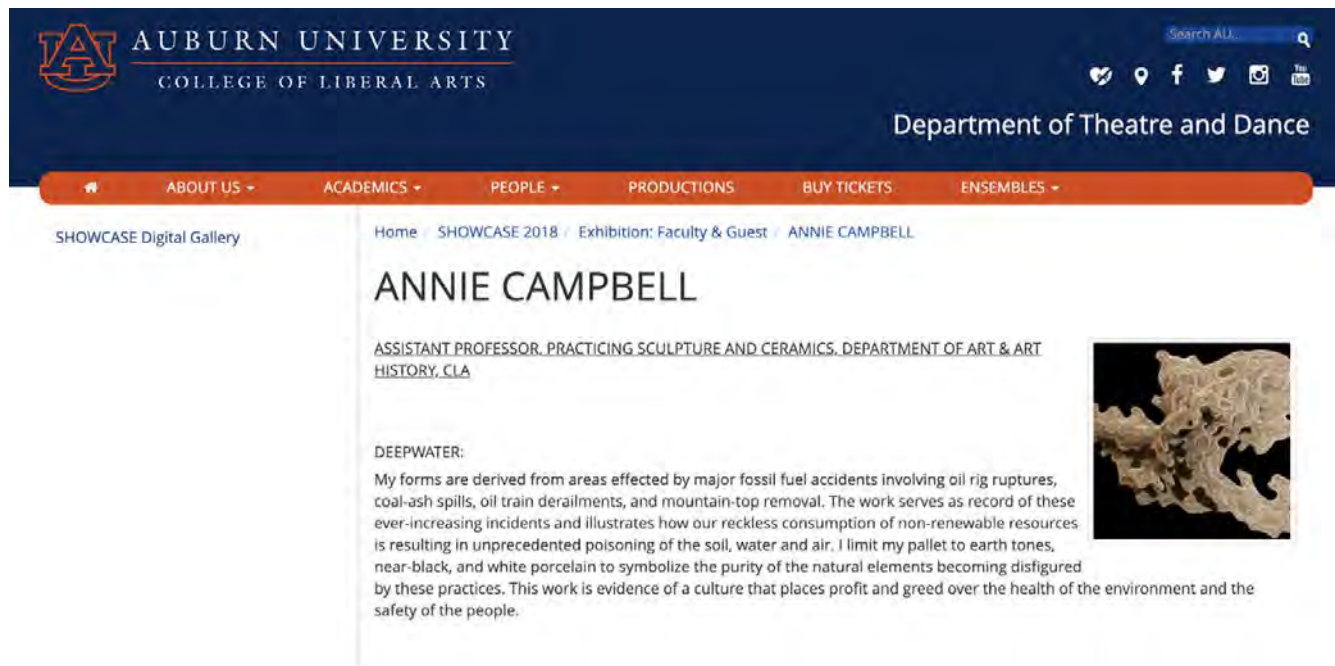 AUBURN UNIVERSITY
COLLEGE OF LIBERAL ARTS
Search AU...
You
Tube
Department of Theatre and Dance
ABOUT US
ACADEMICS
PEOPLE
PRODUCTIONS
BUY TICKETS
ENSEMBLES
SHOWCASE Digital Gallery
Home / SHOWCASE 2018 / Exhibition: Faculty & Guest / ANNIE CAMPBELL
ANNIE CAMPBELL
ASSISTANT PROFESSOR, PRACTICING SCULPTURE AND CERAMICS, DEPARTMENT OF ART & ART
HISTORY, CLA
DEEPWATER:
My forms are derived from areas effected by major fossil fuel accidents involving oil rig ruptures,
coal-ash spills, oil train derailments, and mountain-top removal. The work serves as record of these
ever-increasing incidents and illustrates how our reckless consumption of non-renewable resources
is resulting in unprecedented poisoning of the soil, water and air. I limit my pallet to earth tones,
near-black, and white porcelain to symbolize the purity of the natural elements becoming disfigured
by these practices. This work is evidence of a culture that places profit and greed over the health of the environment and the
safety of the people.